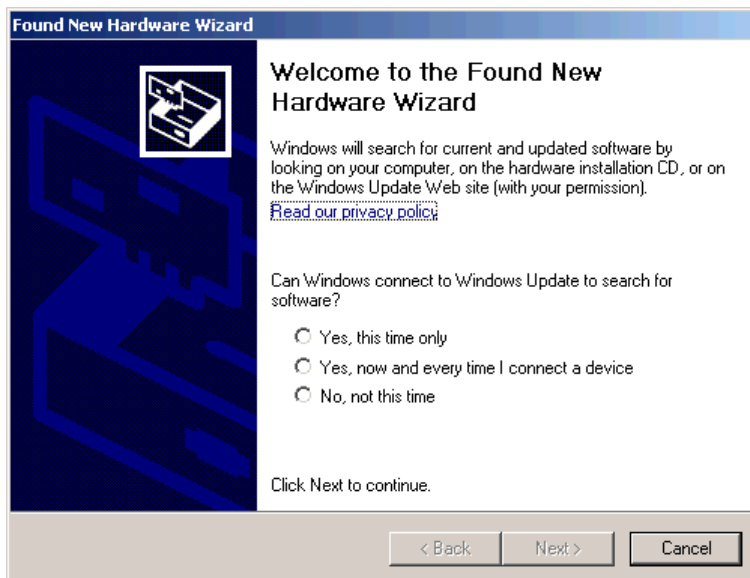 Found New Hardware Wizard
Welcome to the Found New
Hardware Wizard
Windows will search for current and updated software by
looking on your computer, on the hardware installation CD, or on
the Windows Update Web site (with your permission).
Read our privacy policy
Can Windows connect to Windows Update to search for
software?
Yes, this time only
Yes, now and every time I connect a device
No, not this time
Click Next to continue.
< Back
Next >
Cancel